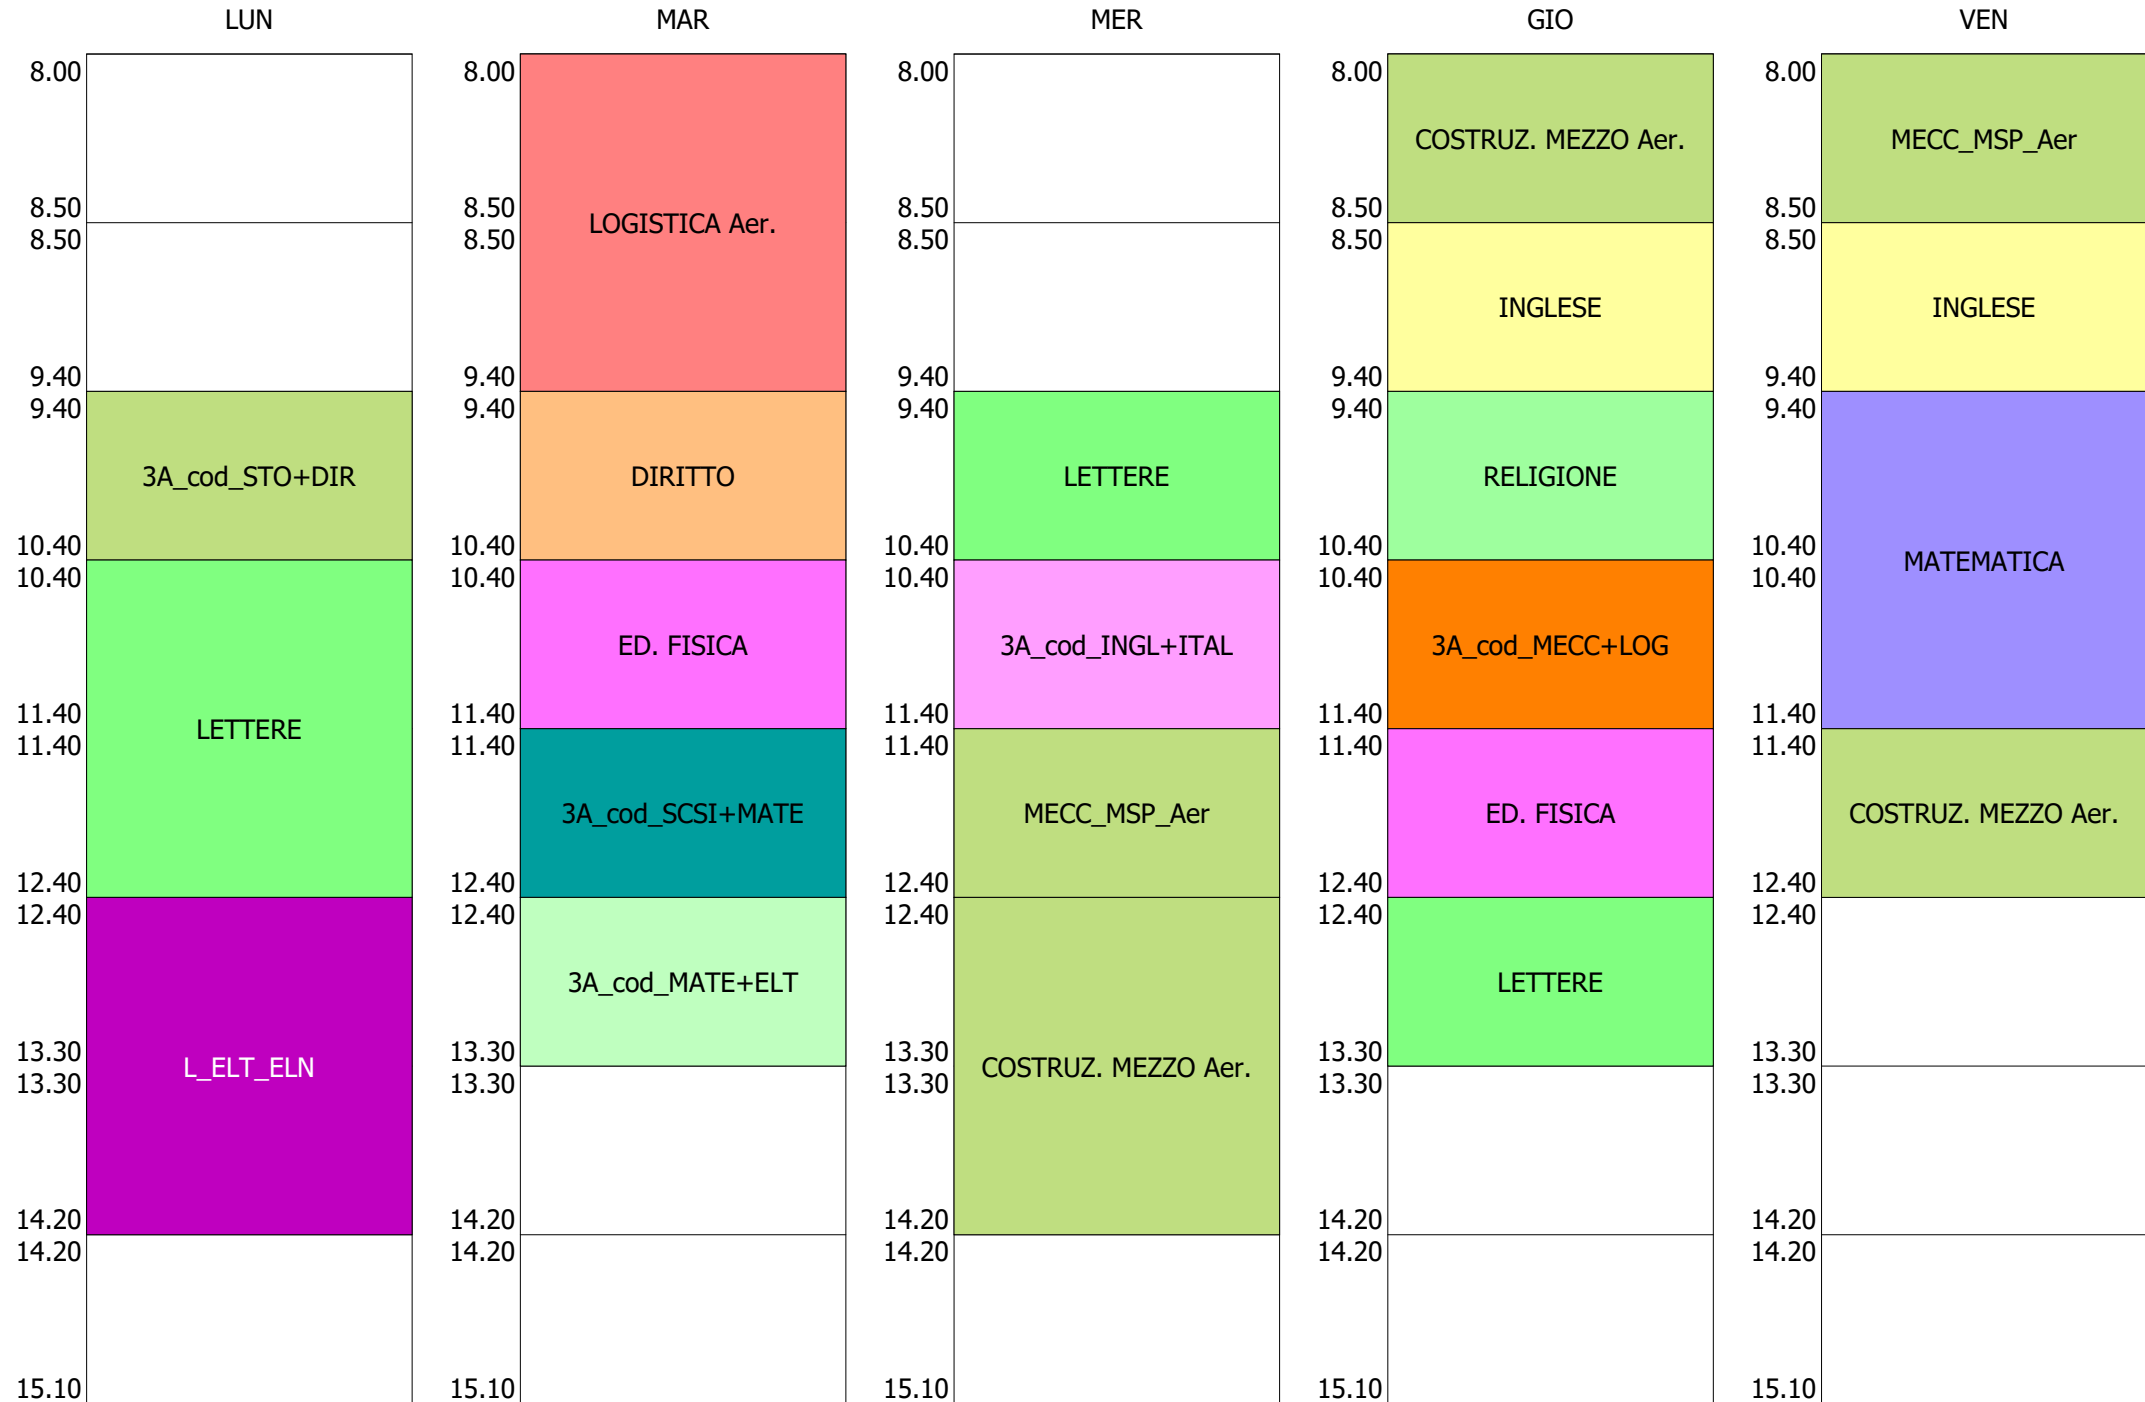 LUN
8.00
8.50
8.50
9.40
9.40
3A_cod_STO+DIR
10.40
10.40
11.40
LETTERE
11.40
12.40
12.40
13.30
L_ELT_ELN
13.30
14.20
14.20
15.10
MAR
8.00
8.50
LOGISTICA Aer.
8.50
9.40
9.40
DIRITTO
10.40
10.40
ED. FISICA
11.40
11.40
3A_cod_SCSI+MATE
12.40
12.40
3A_cod_MATE+ELT
13.30
13.30
14.20
14.20
15.10
MER
8.00
8.50
8.50
9.40
9.40
LETTERE
10.40
10.40
3A_cod_INGL+ITAL
11.40
11.40
MECC_MSP_Aer
12.40
12.40
13.30
COSTRUZ. MEZZO Aer.
13.30
14.20
14.20
15.10
GIO
8.00
COSTRUZ. MEZZO Aer.
8.50
8.50
INGLESE
9.40
9.40
RELIGIONE
10.40
10.40
3A_cod_MECC+LOG
11.40
11.40
ED. FISICA
12.40
12.40
LETTERE
13.30
13.30
14.20
14.20
15.10
VEN
8.00
MECC_MSP_Aer
8.50
8.50
INGLESE
9.40
9.40
10.40
MATEMATICA
10.40
11.40
11.40
COSTRUZ. MEZZO Aer.
12.40
12.40
13.30
13.30
14.20
14.20
15.10